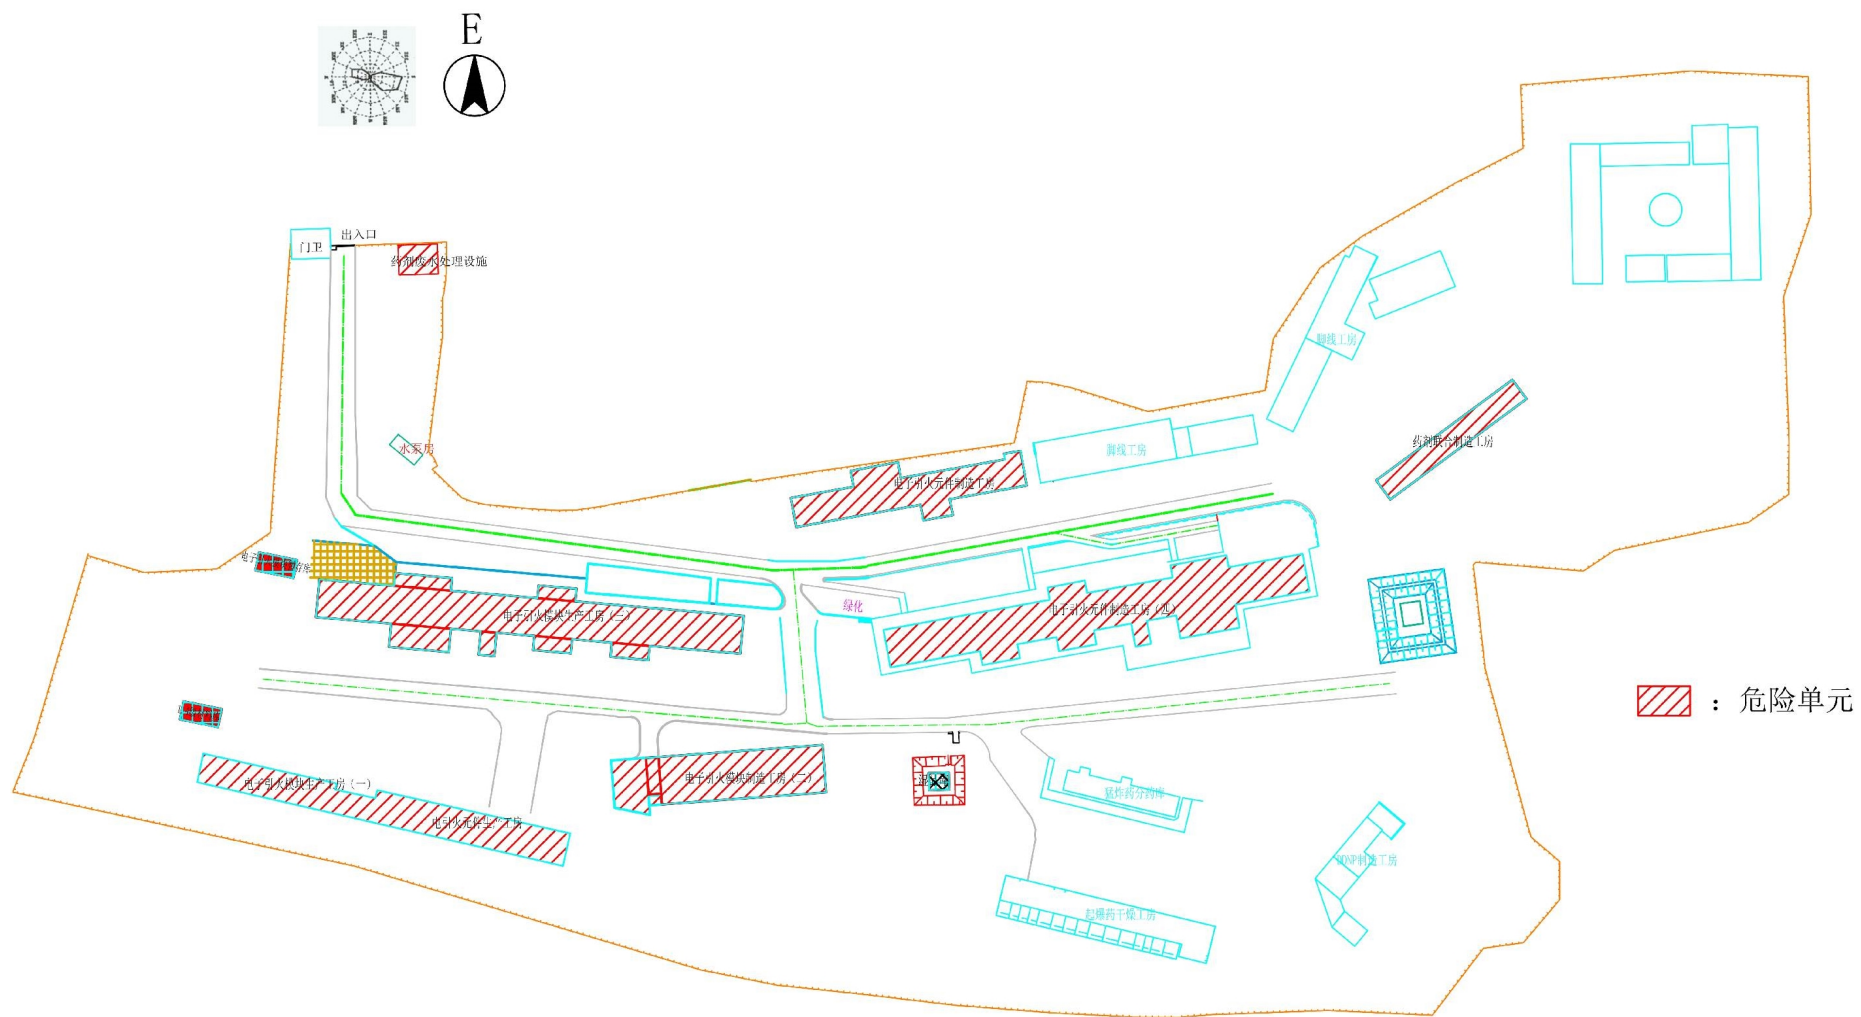 E
门卫
出入口
药剂废水处理设施
水泵房
脚线工房
脚线工房
药剂联合制造工房
电子引火元件制造工房
绿化
电子引火元件制造工房（四）
电子引火模块生产工房（三）
：危险单元
电子引火模块生产工房（一）
电引火元件生产工房
电子引火模块制造工房（二）
猛炸药分药库
DDNP制造工房
起爆药干燥工房